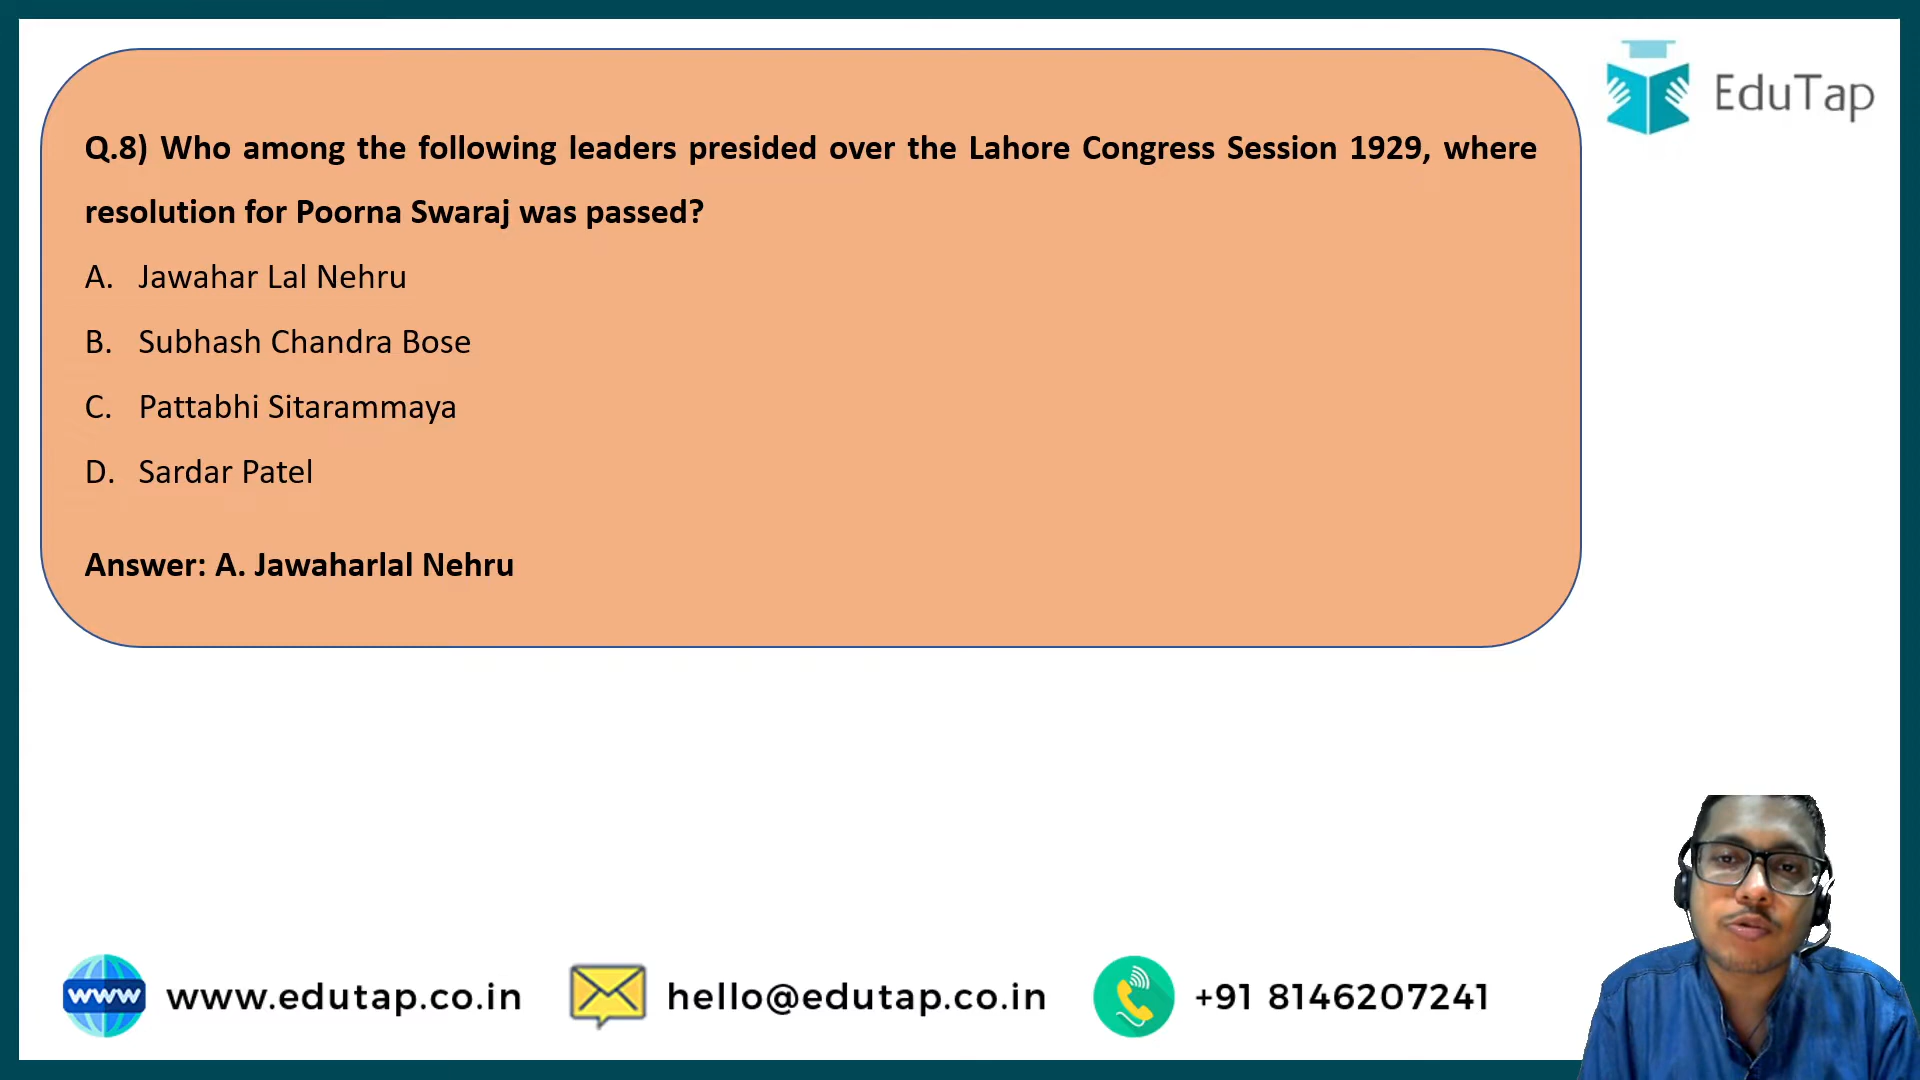 EduTap
Q.8) Who among the following leaders presided over the Lahore Congress Session 1929, where
resolution for Poorna Swaraj was passed?
A. Jawahar Lal Nehru
B. Subhash Chandra Bose
C. Pattabhi Sitarammaya
D. Sardar Patel
Answer: A. Jawaharlal Nehru
www www.edutap.co.in hello@edutap.co.in +91 8146207241